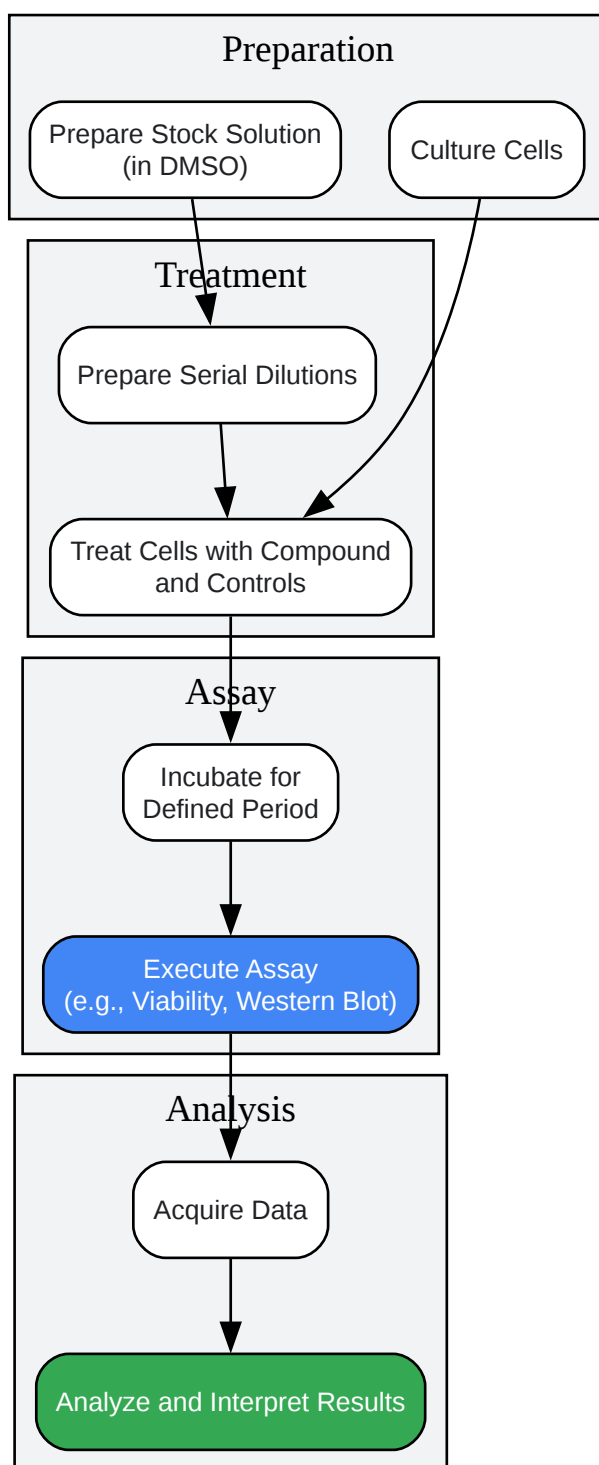 Preparation
Prepare Stock Solution
(in DMSO)
Culture Cells
Treatment
Prepare Serial Dilutions
Treat Cells with Compound
and Controls
Assay
Incubate for
Defined Period
Execute Assay
(e.g., Viability, Western Blot)
Analysis
Acquire Data
Analyze and Interpret Results